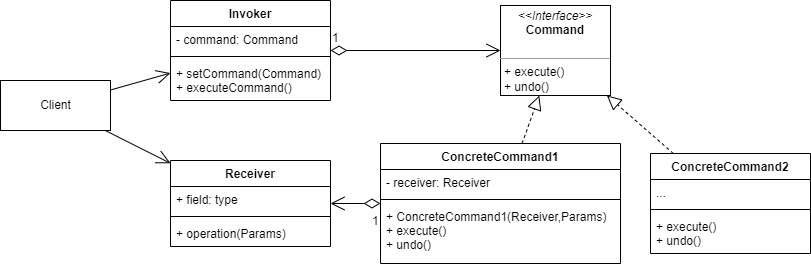 Invoker
- command: Command
+ setCommand(Command)
+ executeCommand()
1
<<Interface>>
Command
+ execute()
+ undo()
Client
Receiver
+ field: type
+ operation(Params)
1
ConcreteCommand1
- receiver: Receiver
+ ConcreteCommand1(Receiver,Params)
+ execute()
+ undo()
ConcreteCommand2
...
+ execute()
+ undo()